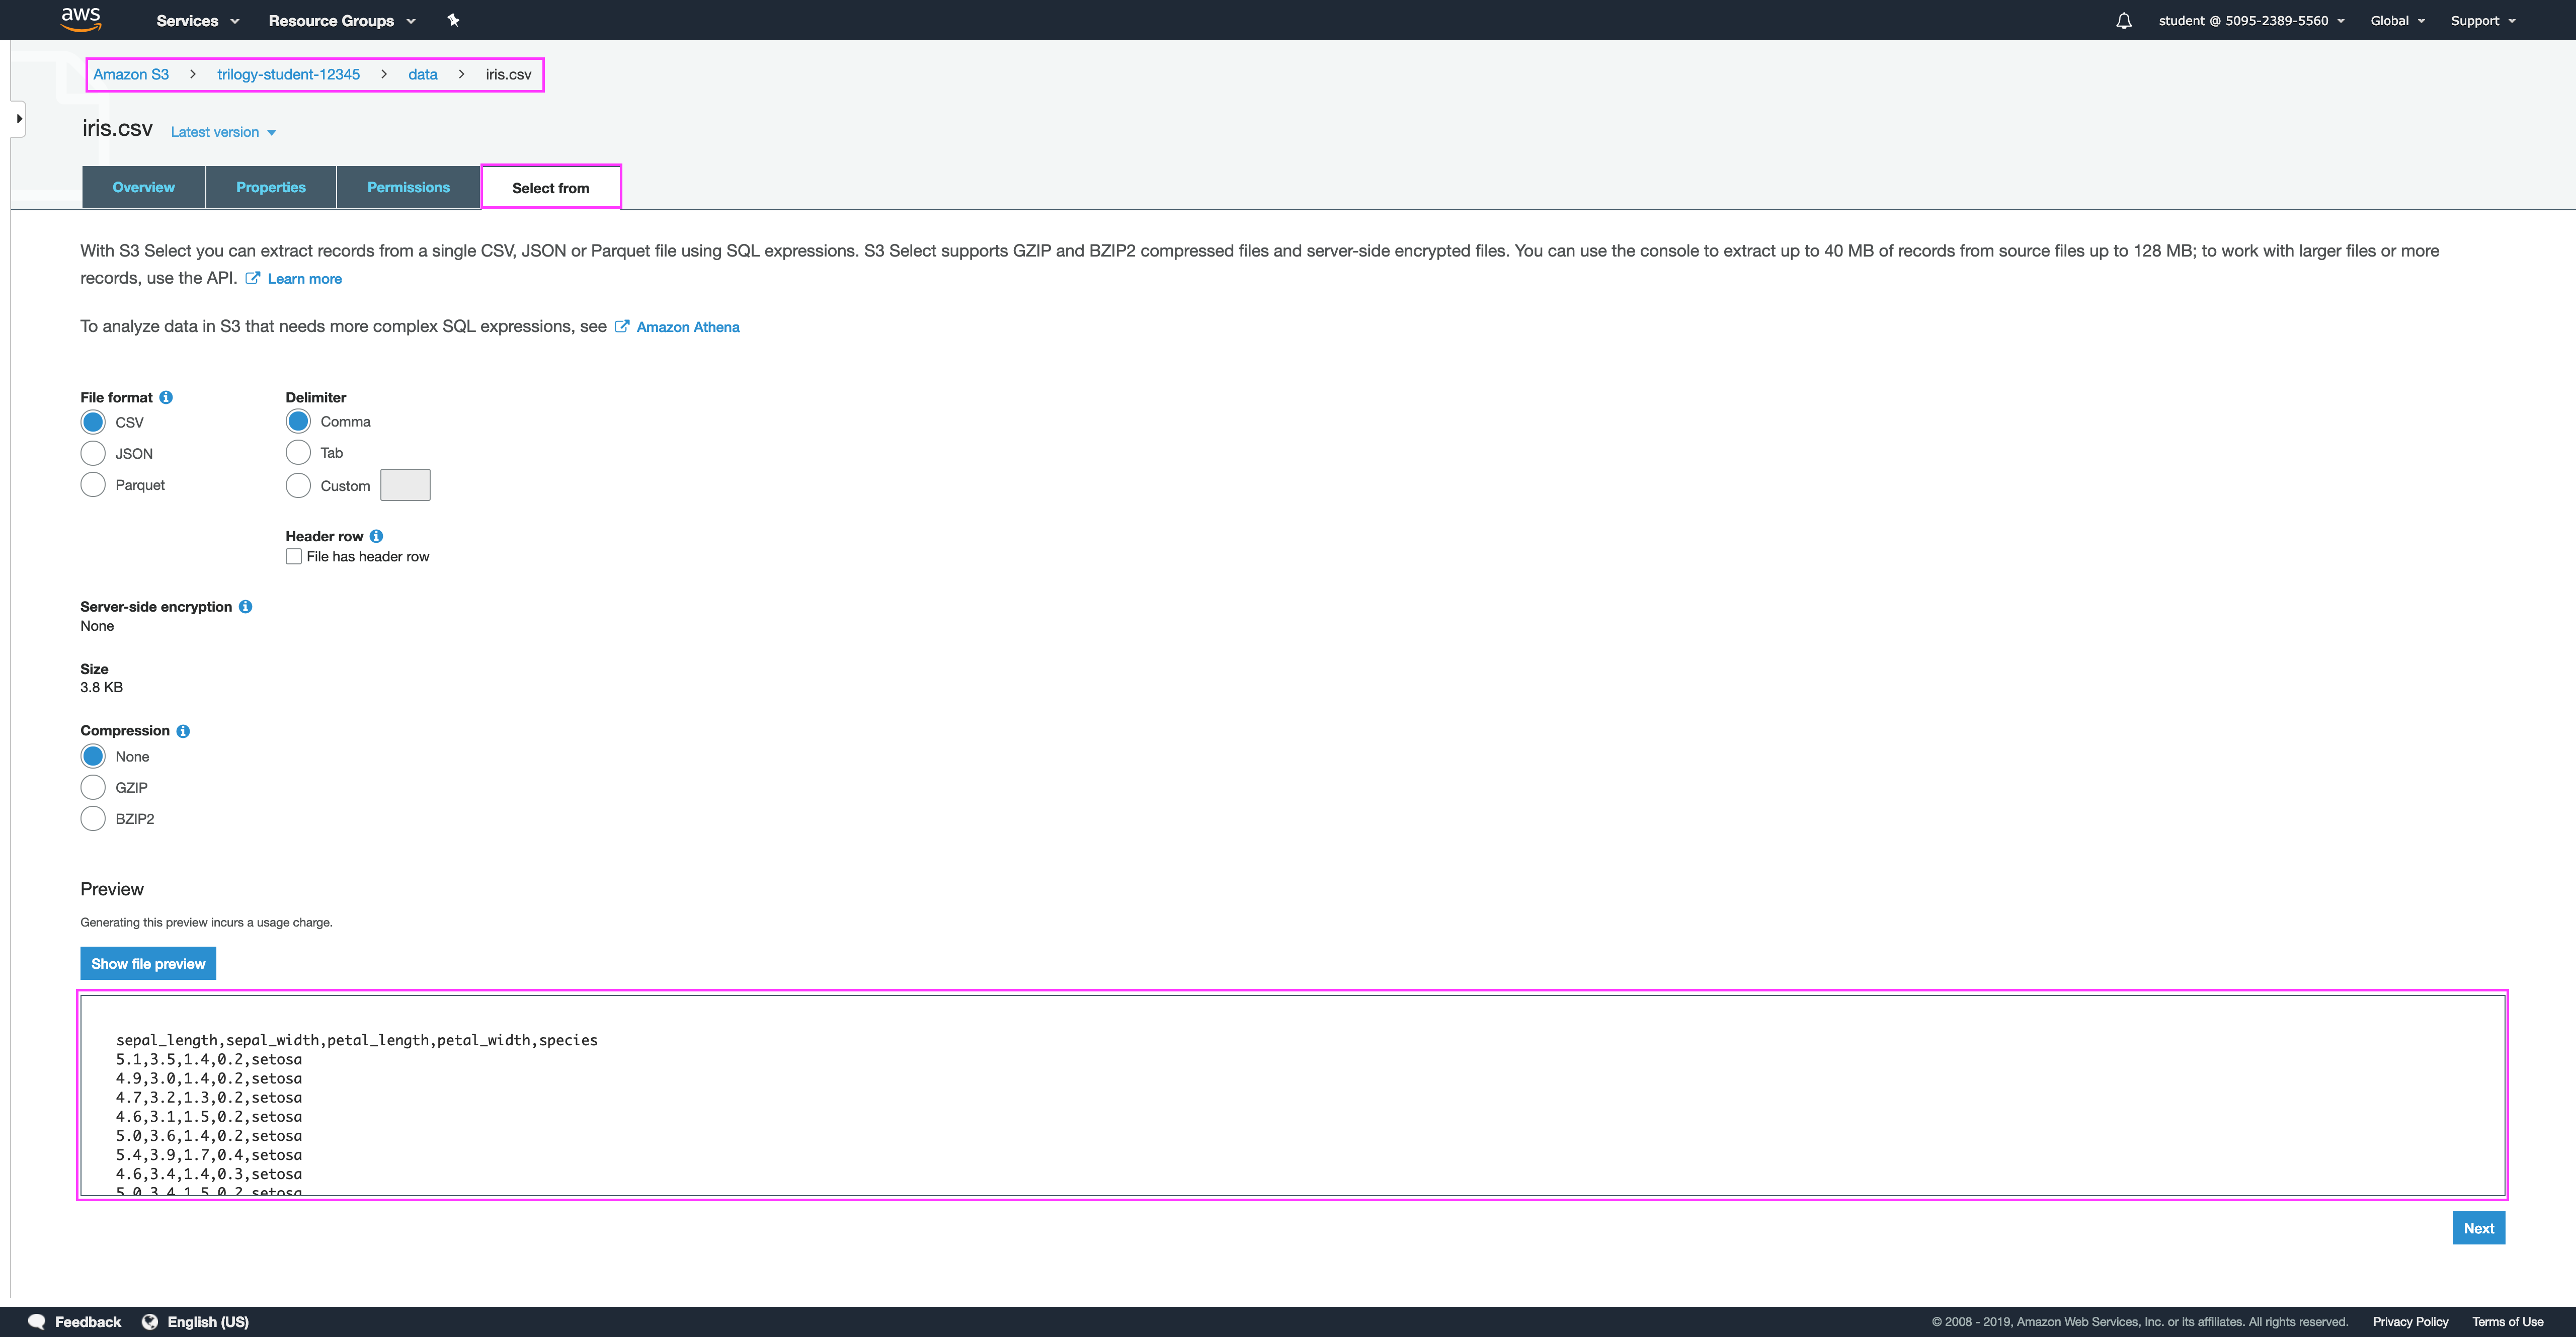 aws Services Resource Groups student @ 5095-2389-5560 Global Support
Amazon S3 > trilogy-student-12345 > data > iris.csv
iris.csv Latest version
Overview Properties Permissions Select from
With S3 Select you can extract records from a single CSV, JSON or Parquet file using SQL expressions. S3 Select supports GZIP and BZIP2 compressed files and server-side encrypted files. You can use the console to extract up to 40 MB of records from source files up to 128 MB; to work with larger files or more
records, use the API. Learn more
To analyze data in S3 that needs more complex SQL expressions, see Amazon Athena
File format Delimiter
CSV Comma
JSON Tab
Parquet Custom
Header row
File has header row
Server-side encryption
None
Size
3.8 KB
Compression
None
GZIP
BZIP2
Preview
Generating this preview incurs a usage charge.
Show file preview
sepal_length,sepal_width,petal_length,petal_width,species
5.1,3.5,1.4,0.2,setosa
4.9,3.0,1.4,0.2,setosa
4.7,3.2,1.3,0.2,setosa
4.6,3.1,1.5,0.2,setosa
5.0,3.6,1.4,0.2,setosa
5.4,3.9,1.7,0.4,setosa
4.6,3.4,1.4,0.3,setosa
5.0,3.4,1.5,0.2,setosa
Next
Feedback English (US) © 2008 - 2019, Amazon Web Services, Inc. or its affiliates. All rights reserved. Privacy Policy Terms of Use